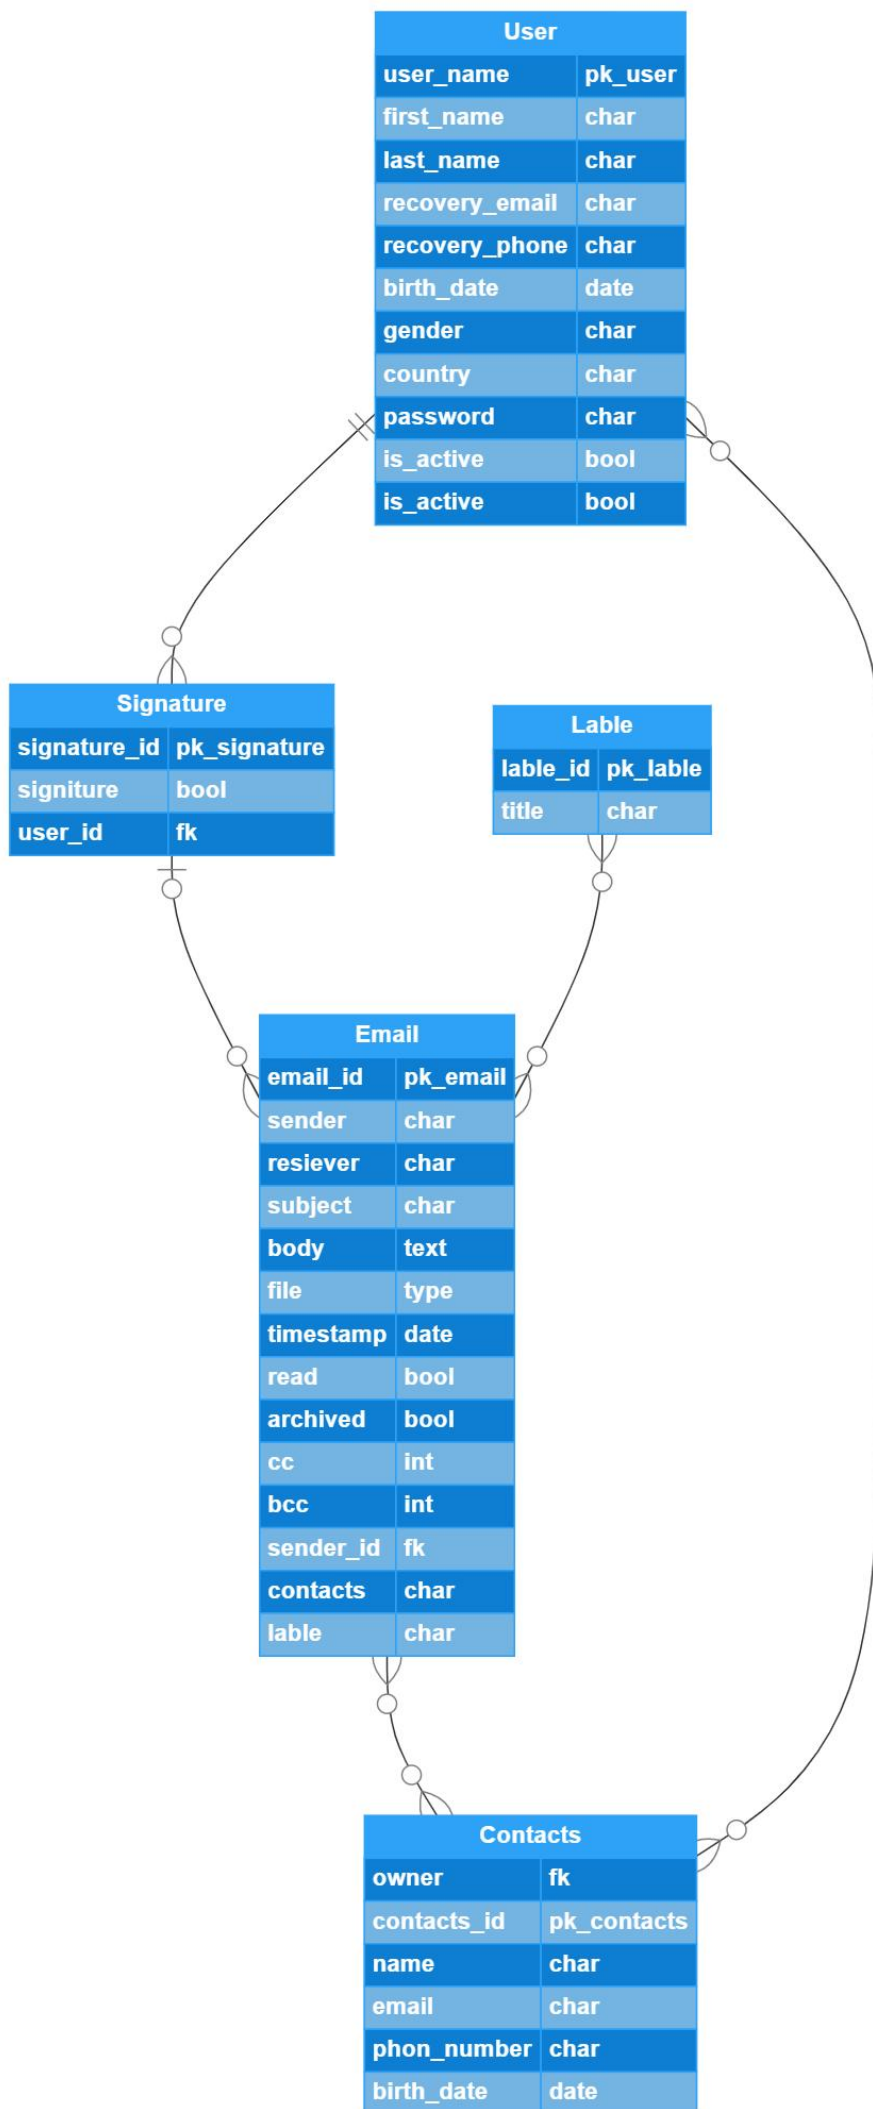 User
user_name pk_user
first_name char
last_name char
recovery_email char
recovery_phone char
birth_date date
gender char
country char
password char
is_active bool
is_active bool
Signature
signature_id pk_signature
signiture bool
user_id fk
Lable
lable_id pk_lable
title char
Email
email_id pk_email
sender char
resiever char
subject char
body text
file type
timestamp date
read bool
archived bool
cc int
bcc int
sender_id fk
contacts char
lable char
Contacts
owner fk
contacts_id pk_contacts
name char
email char
phon_number char
birth_date date